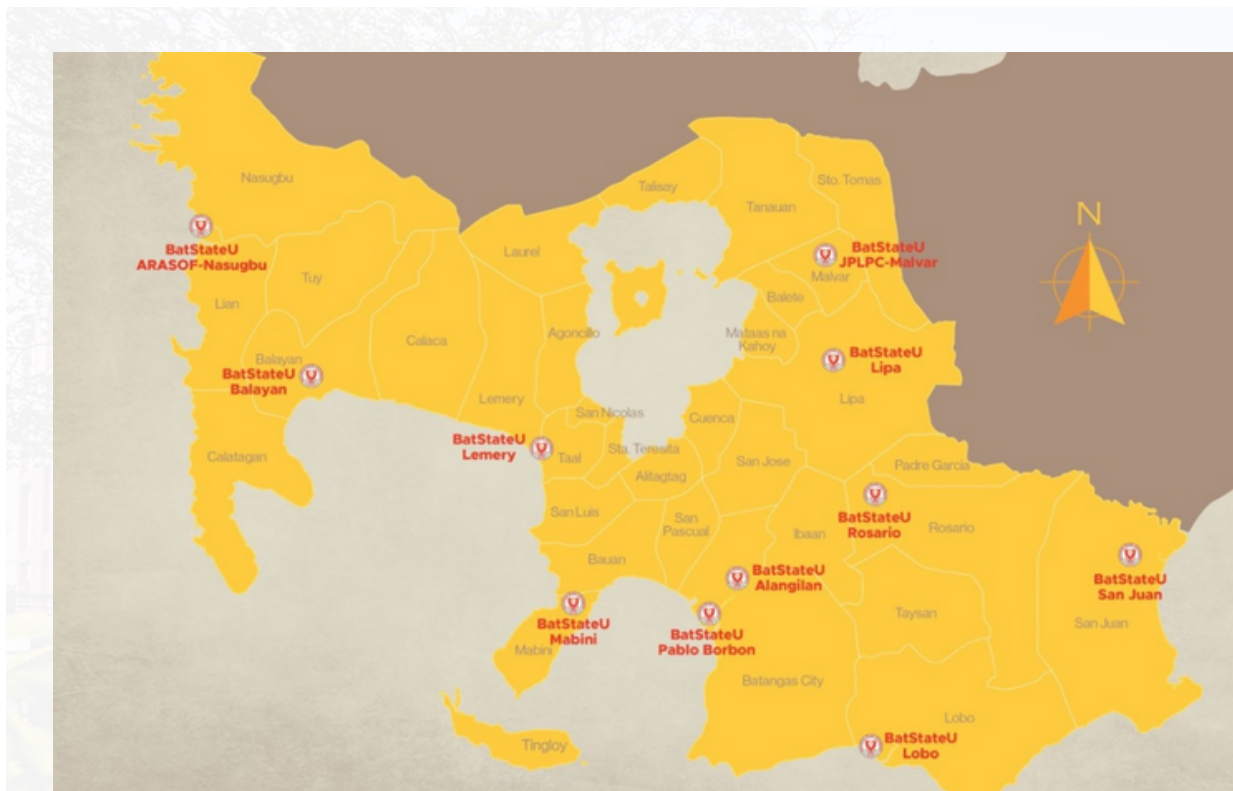 N
Sto. Tomas
Nasugbu
Talisay
Tanauan
BatStateU
ARASOF-Nasugbu
BatStateU
JPLPC-Malvar
Laurel
Malvar
Tuy
Balete
Lian
Agoncillo
Mataas na
Kahoy
Calaca
Balayan
BatStateU
Balayan
BatStateU
Lipa
Lemery
Lipa
San Nicolas
Cuenca
BatStateU
Lemery
Taal
Sta. Teresita
Calatagan
San Jose
Padre Garcia
Alitagtag
San Luis
San
Pascual
BatStateU
Rosario
Ibaan
Rosario
Bauan
BatStateU
Alangilan
BatStateU
San Juan
Taysan
San Juan
BatStateU
Mabini
BatStateU
Pablo Borbon
Mabini
Batangas City
Lobo
BatStateU
Lobo
Tingloy